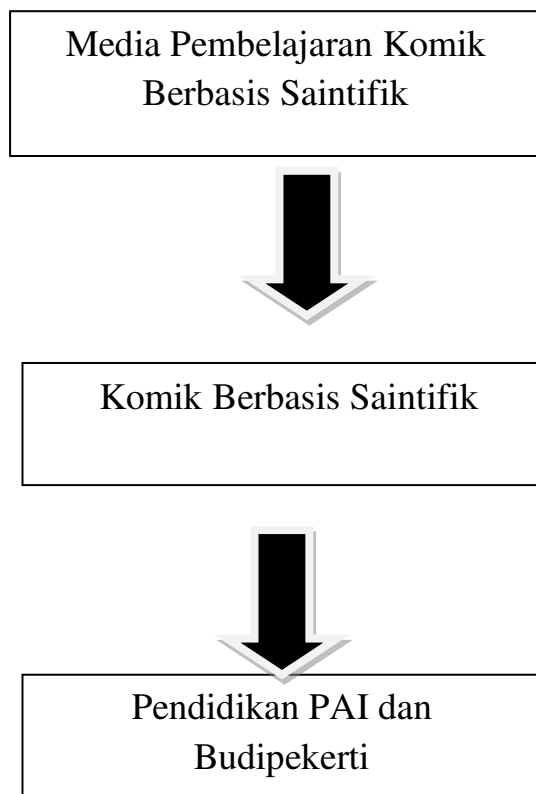 Media Pembelajaran Komik
Berbasis Saintifik
Komik Berbasis Saintifik
Pendidikan PAI dan
Budipekerti